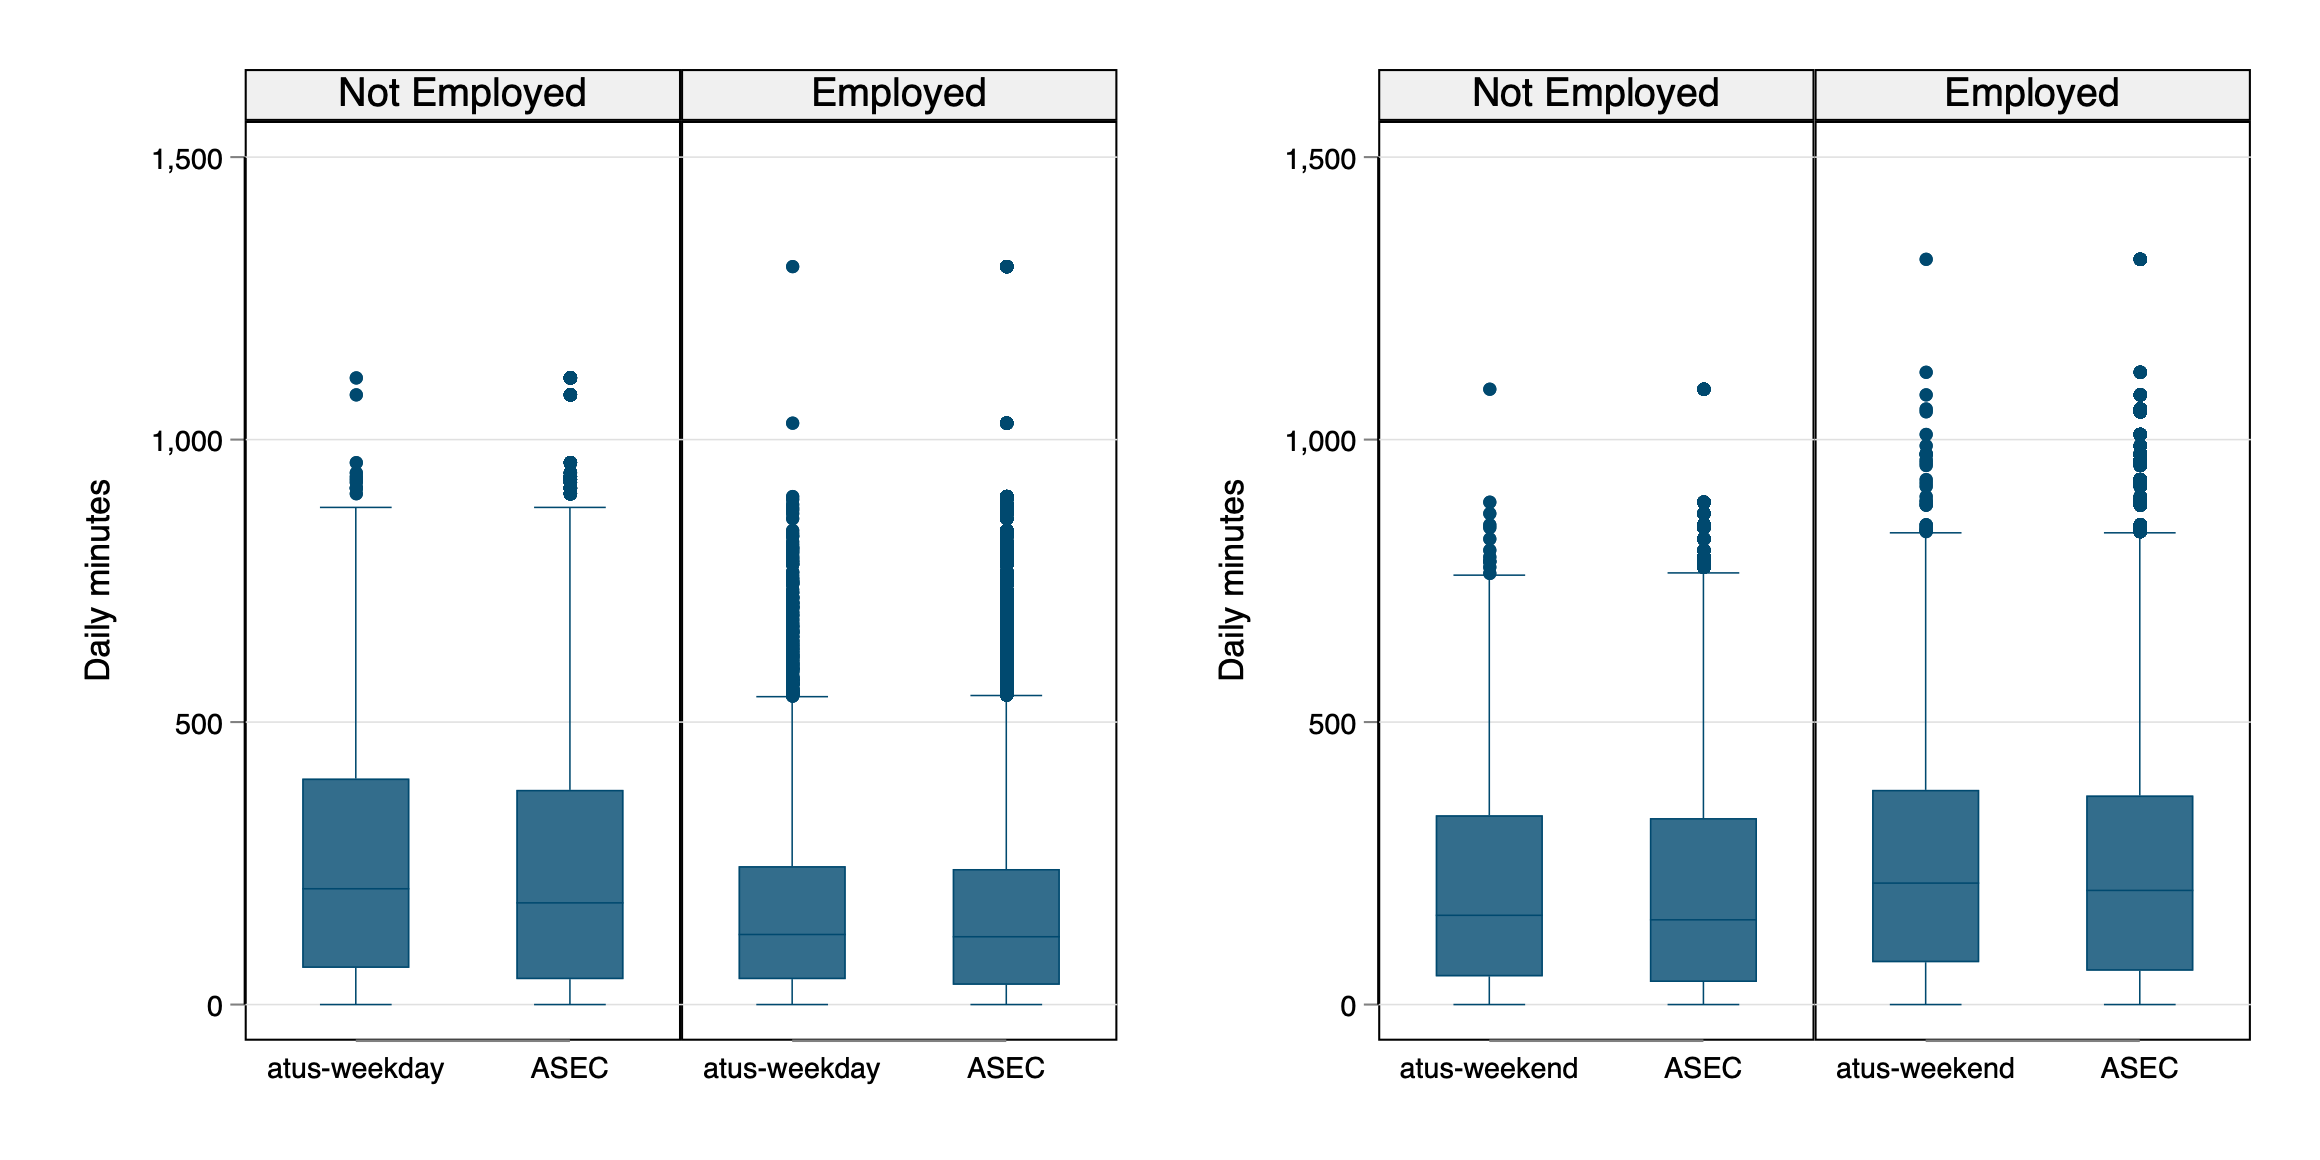 Not Employed
Employed
1,500
1,000
500
0
Daily minutes
atus-weekday
ASEC
atus-weekday
ASEC
Not Employed
Employed
1,500
1,000
500
0
Daily minutes
atus-weekend
ASEC
atus-weekend
ASEC